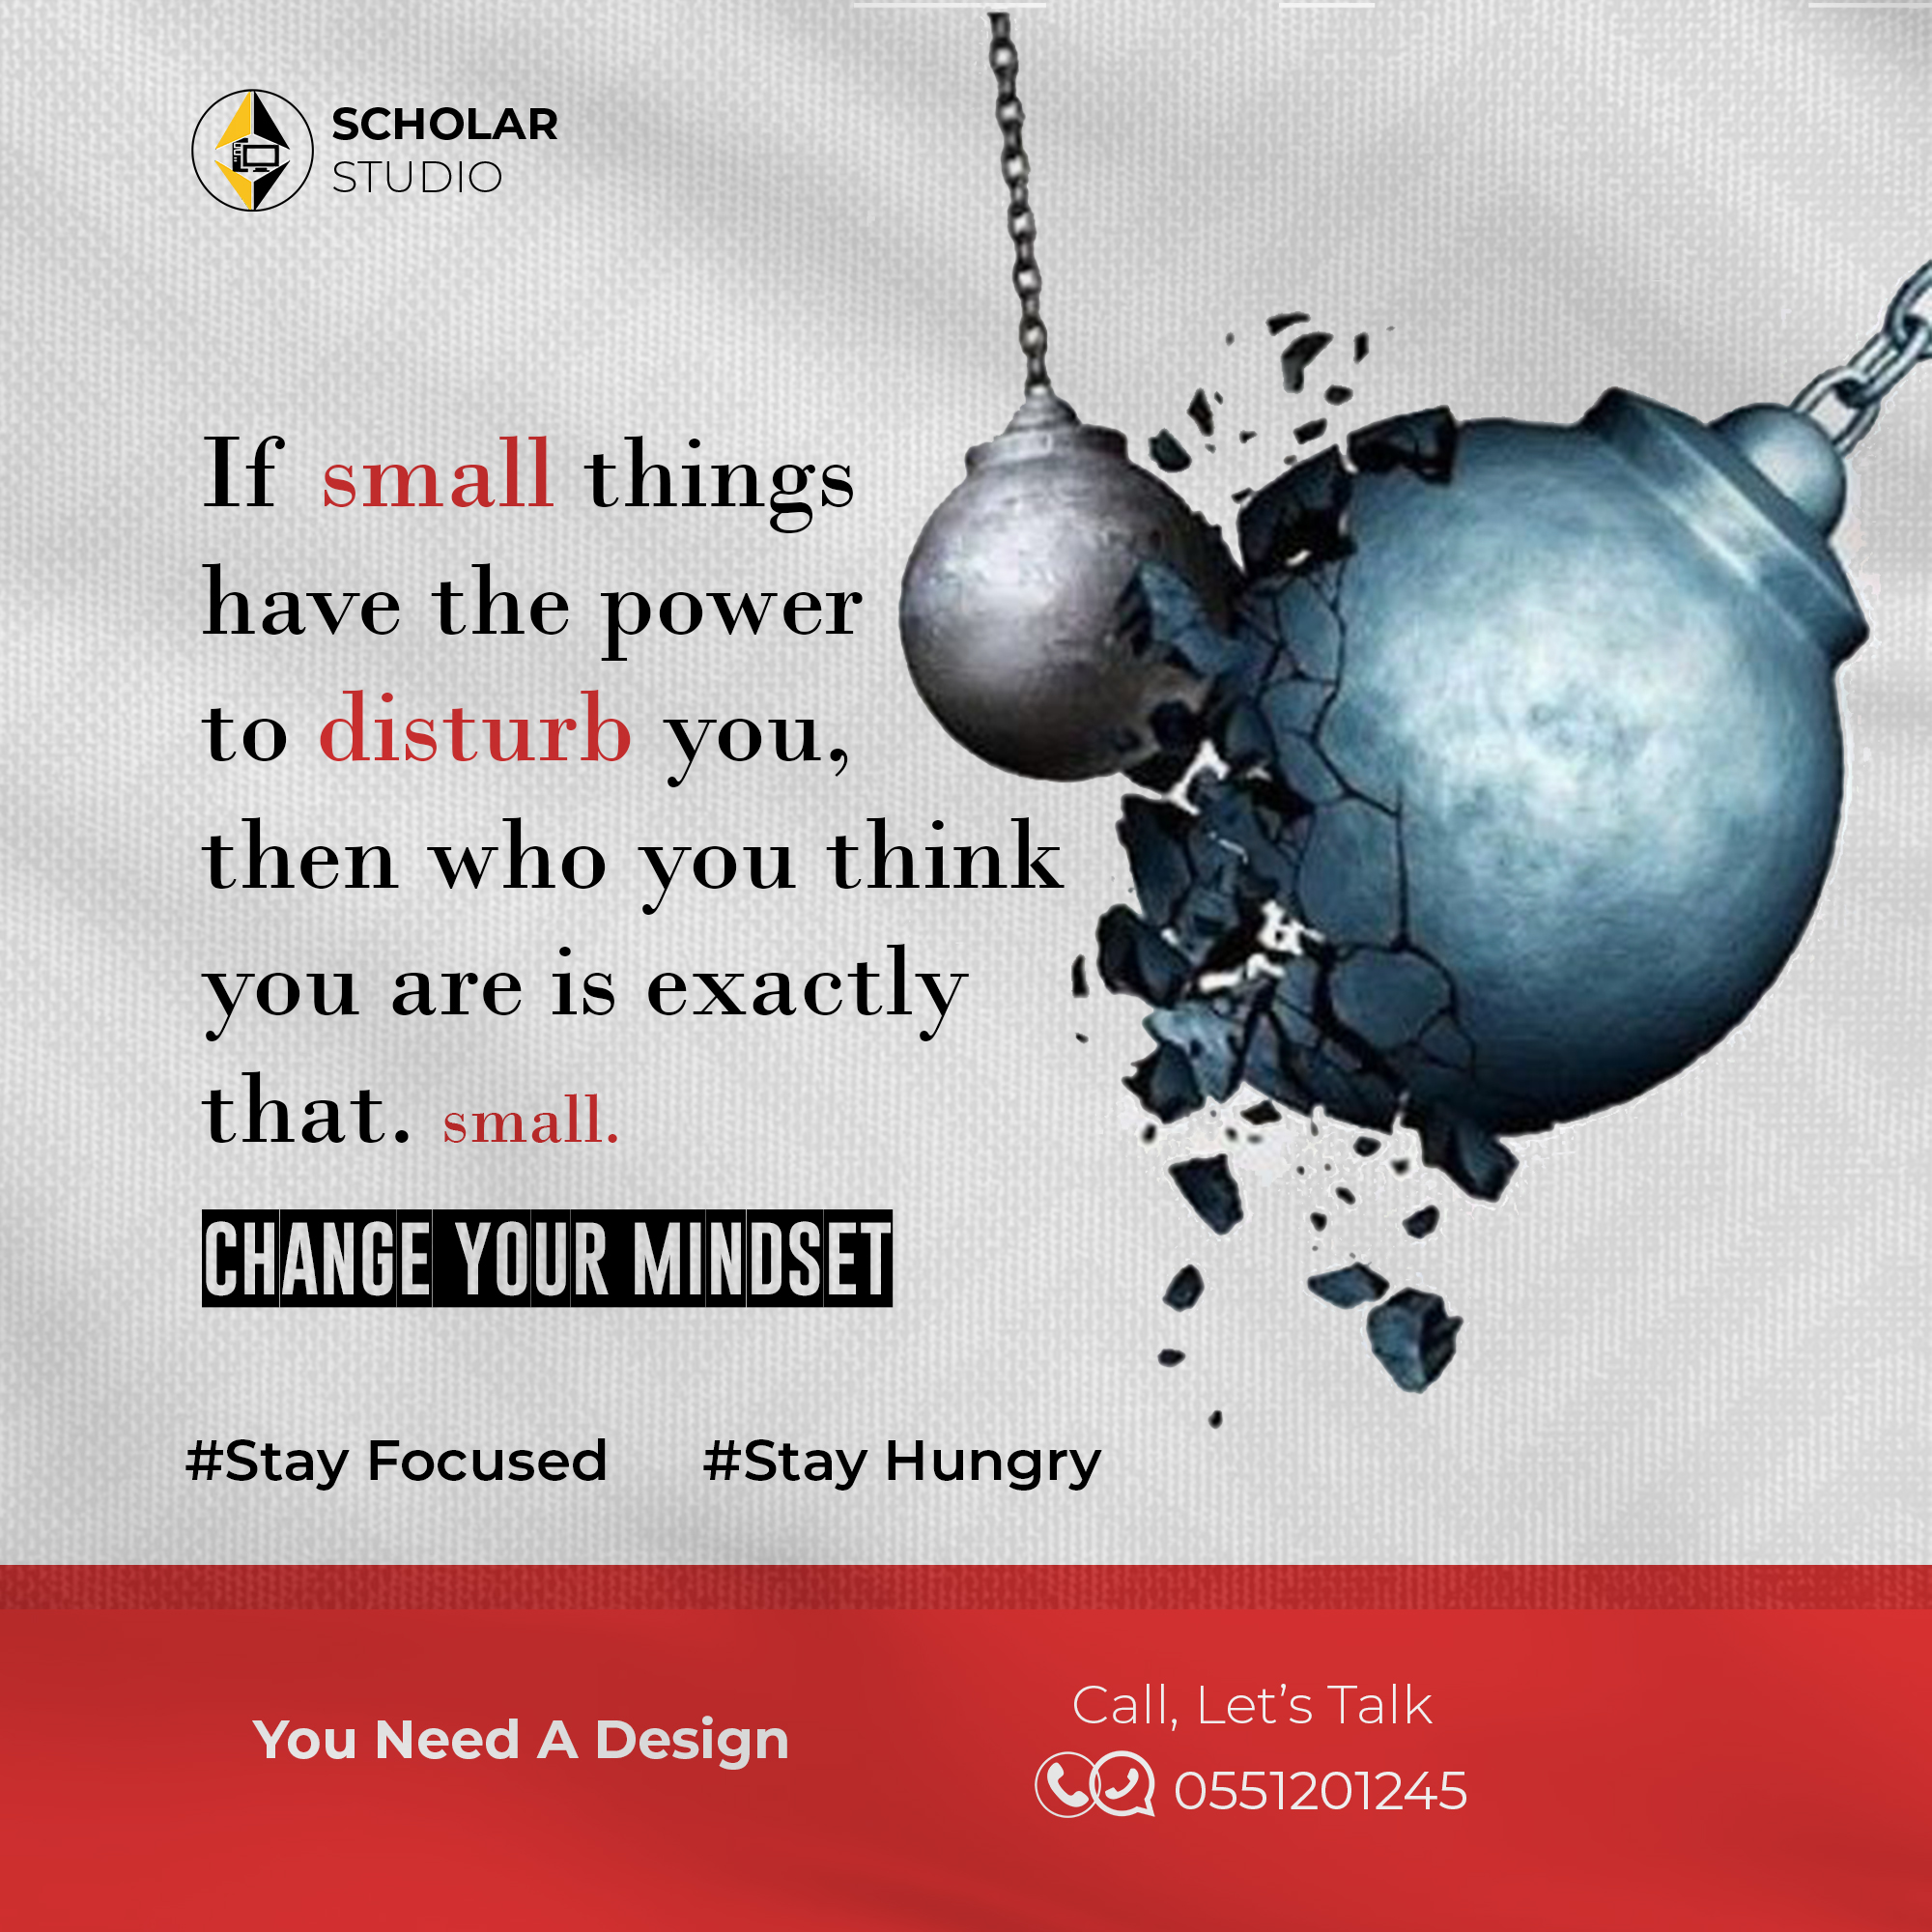 SCHOLAR
STUDIO
If small things
have the power
to disturb you,
then who you think
you are is exactly
that. small.
CHANGE YOUR MINDSET
#Stay Focused #Stay Hungry
You Need A Design
Call, Let’s Talk
0551201245